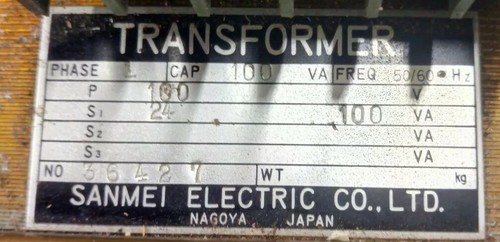 TRANSFORMER
PHASE 1 CAP 100 VA FREQ 50/60 Hz
P 100 V
S1 24 100 VA
S2 VA
S3 VA
NO 36427 WT kg
SANMEI ELECTRIC CO., LTD.
NAGOYA JAPAN